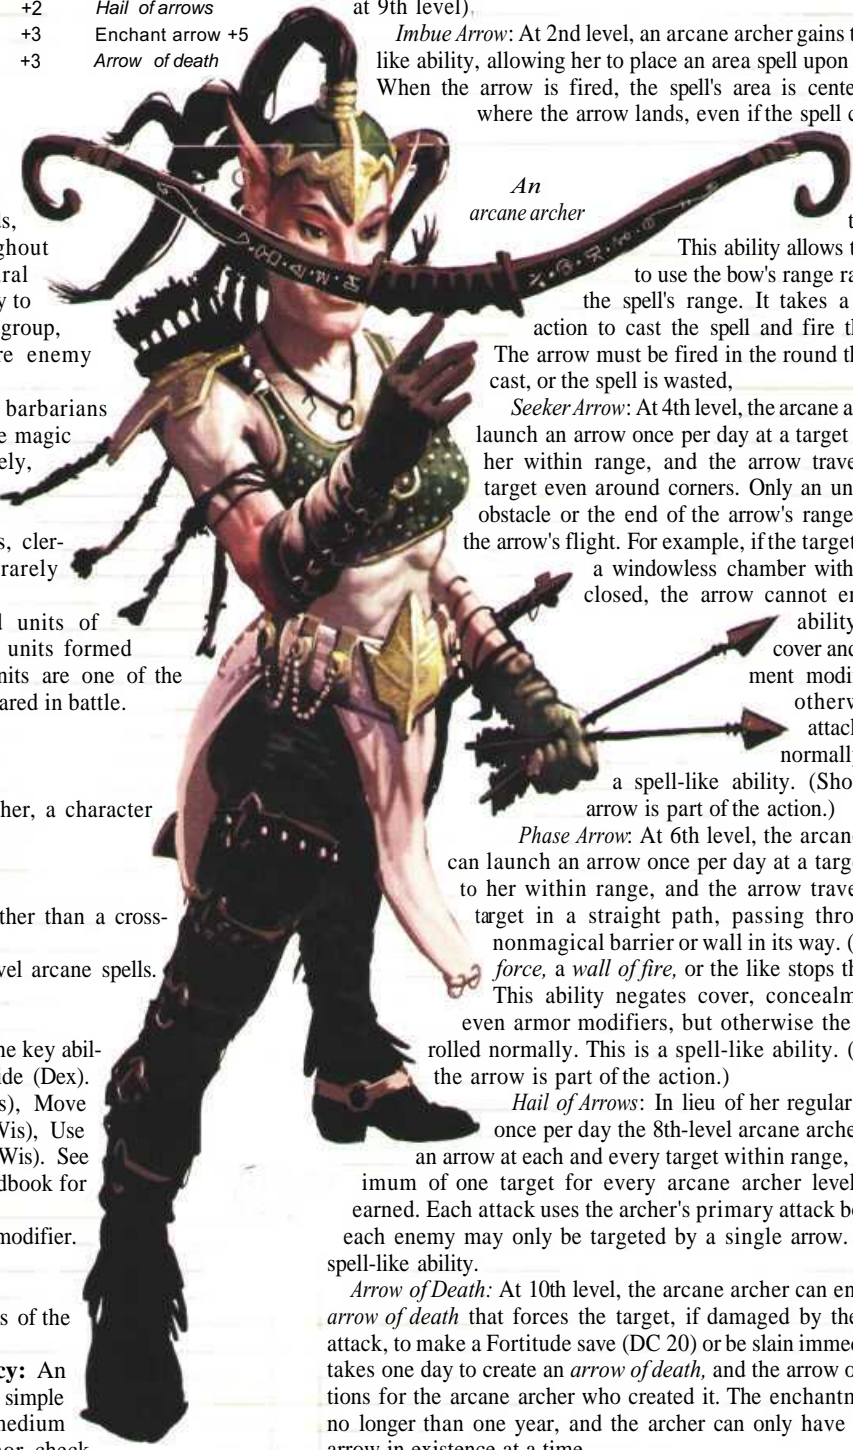 +2 Hail of arrows
+3 Enchant arrow +5
+3 Arrow of death
ghout
ral
y to
group,
re enemy
barbarians
e magic
ely,
s, cler-
rarely
l units of
units formed
nits are one of the
ared in battle.
her, a character
ther than a cross-
vel arcane spells.
he key abil-
ide (Dex).
s), Move
Wis), Use
Wis). See
dbook for
modifier.
s of the
cy: An
simple
medium
at 9th level).
Imbue Arrow: At 2nd level, an arcane archer gains t
like ability, allowing her to place an area spell upon
When the arrow is fired, the spell's area is cente
where the arrow lands, even if the spell c
An
arcane archer
t
This ability allows t
to use the bow's range ra
the spell's range. It takes a
action to cast the spell and fire t
The arrow must be fired in the round th
cast, or the spell is wasted,
Seeker Arrow: At 4th level, the arcane a
launch an arrow once per day at a target
her within range, and the arrow trave
target even around corners. Only an un
obstacle or the end of the arrow's range
the arrow's flight. For example, if the target
a windowless chamber with
closed, the arrow cannot en
ability
cover and
ment modi
otherw
attack
normally
a spell-like ability. (Sho
arrow is part of the action.)
Phase Arrow: At 6th level, the arcan
can launch an arrow once per day at a targ
to her within range, and the arrow trave
target in a straight path, passing thro
nonmagical barrier or wall in its way. (
force, a wall of fire, or the like stops th
This ability negates cover, concealm
even armor modifiers, but otherwise the
rolled normally. This is a spell-like ability. (
the arrow is part of the action.)
Hail of Arrows: In lieu of her regular
once per day the 8th-level arcane arche
an arrow at each and every target within range,
imum of one target for every arcane archer level
earned. Each attack uses the archer's primary attack b
each enemy may only be targeted by a single arrow.
spell-like ability.
Arrow of Death: At 10th level, the arcane archer can en
arrow of death that forces the target, if damaged by the
attack, to make a Fortitude save (DC 20) or be slain immed
takes one day to create an arrow of death, and the arrow o
tions for the arcane archer who created it. The enchantm
no longer than one year, and the archer can only have
arrow in existence at a time.